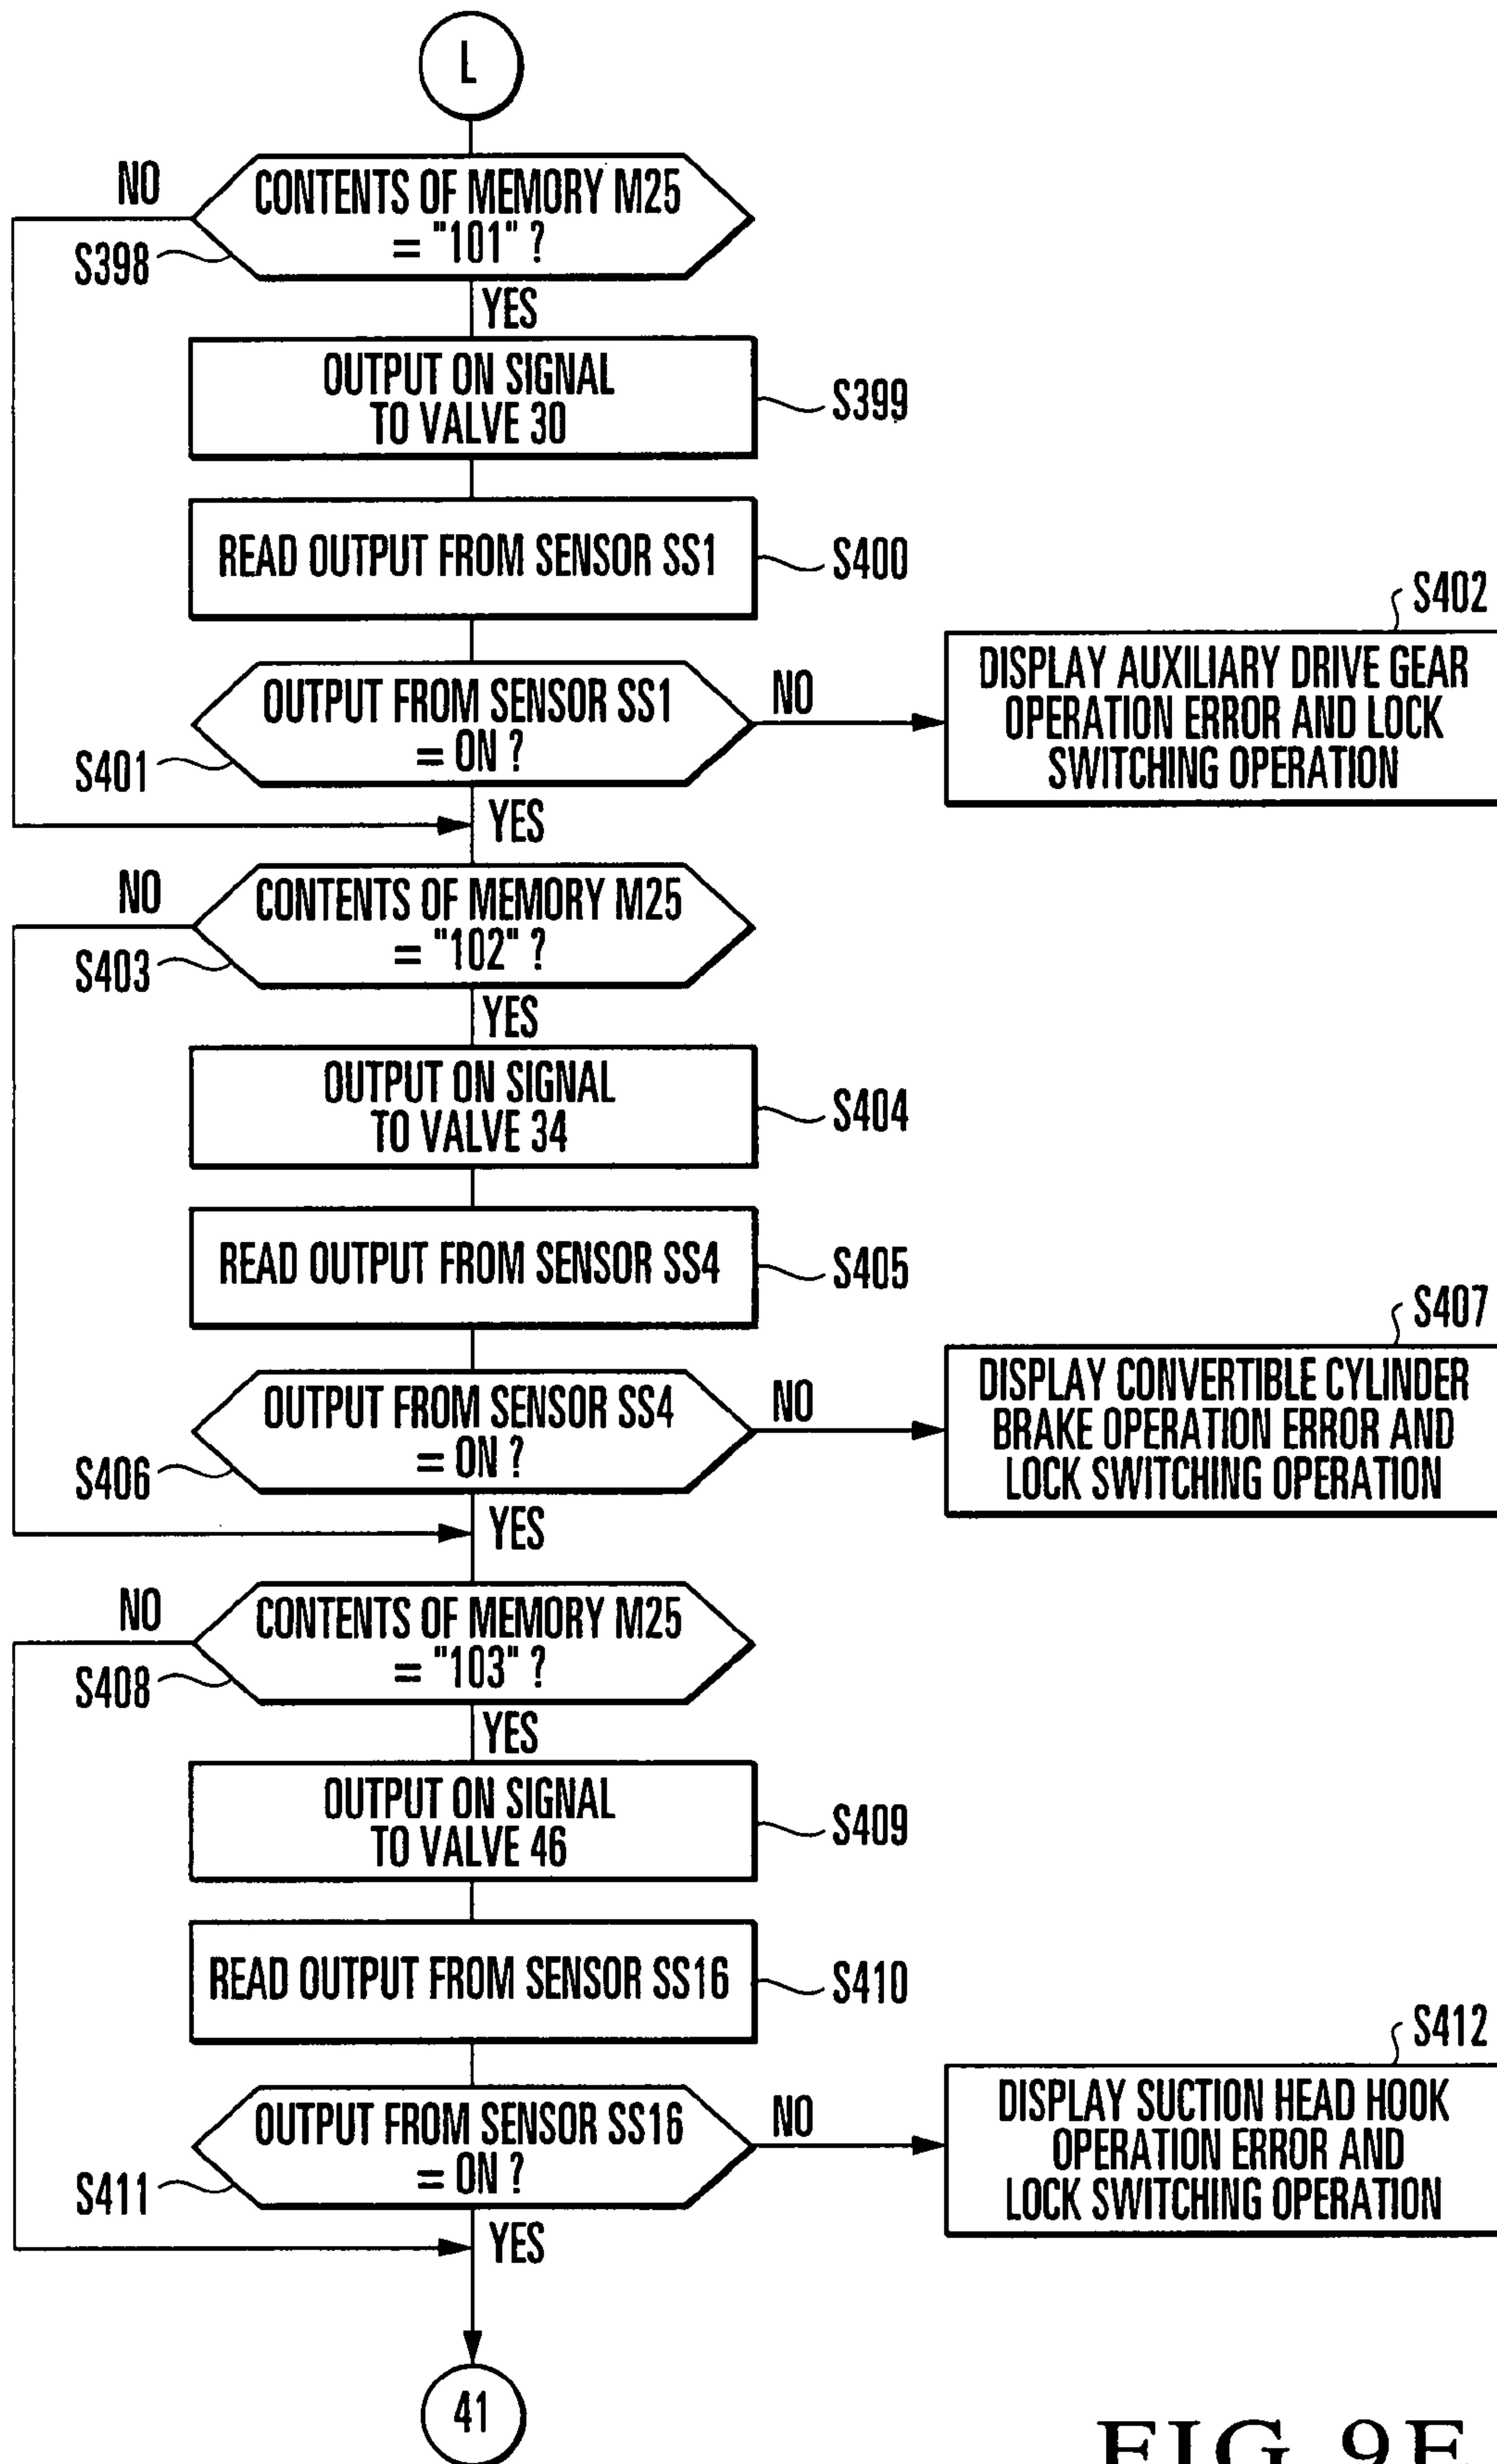 L
NO
CONTENTS OF MEMORY M25
= "101" ?
S398
YES
OUTPUT ON SIGNAL
TO VALVE 30
S399
READ OUTPUT FROM SENSOR SS1
S400
OUTPUT FROM SENSOR SS1
= ON ?
S401
NO
S402
DISPLAY AUXILIARY DRIVE GEAR
OPERATION ERROR AND LOCK
SWITCHING OPERATION
YES
NO
CONTENTS OF MEMORY M25
= "102" ?
S403
YES
OUTPUT ON SIGNAL
TO VALVE 34
S404
READ OUTPUT FROM SENSOR SS4
S405
OUTPUT FROM SENSOR SS4
= ON ?
S406
NO
S407
DISPLAY CONVERTIBLE CYLINDER
BRAKE OPERATION ERROR AND
LOCK SWITCHING OPERATION
YES
NO
CONTENTS OF MEMORY M25
= "103" ?
S408
YES
OUTPUT ON SIGNAL
TO VALVE 46
S409
READ OUTPUT FROM SENSOR SS16
S410
OUTPUT FROM SENSOR SS16
= ON ?
S411
NO
S412
DISPLAY SUCTION HEAD HOOK
OPERATION ERROR AND
LOCK SWITCHING OPERATION
YES
41